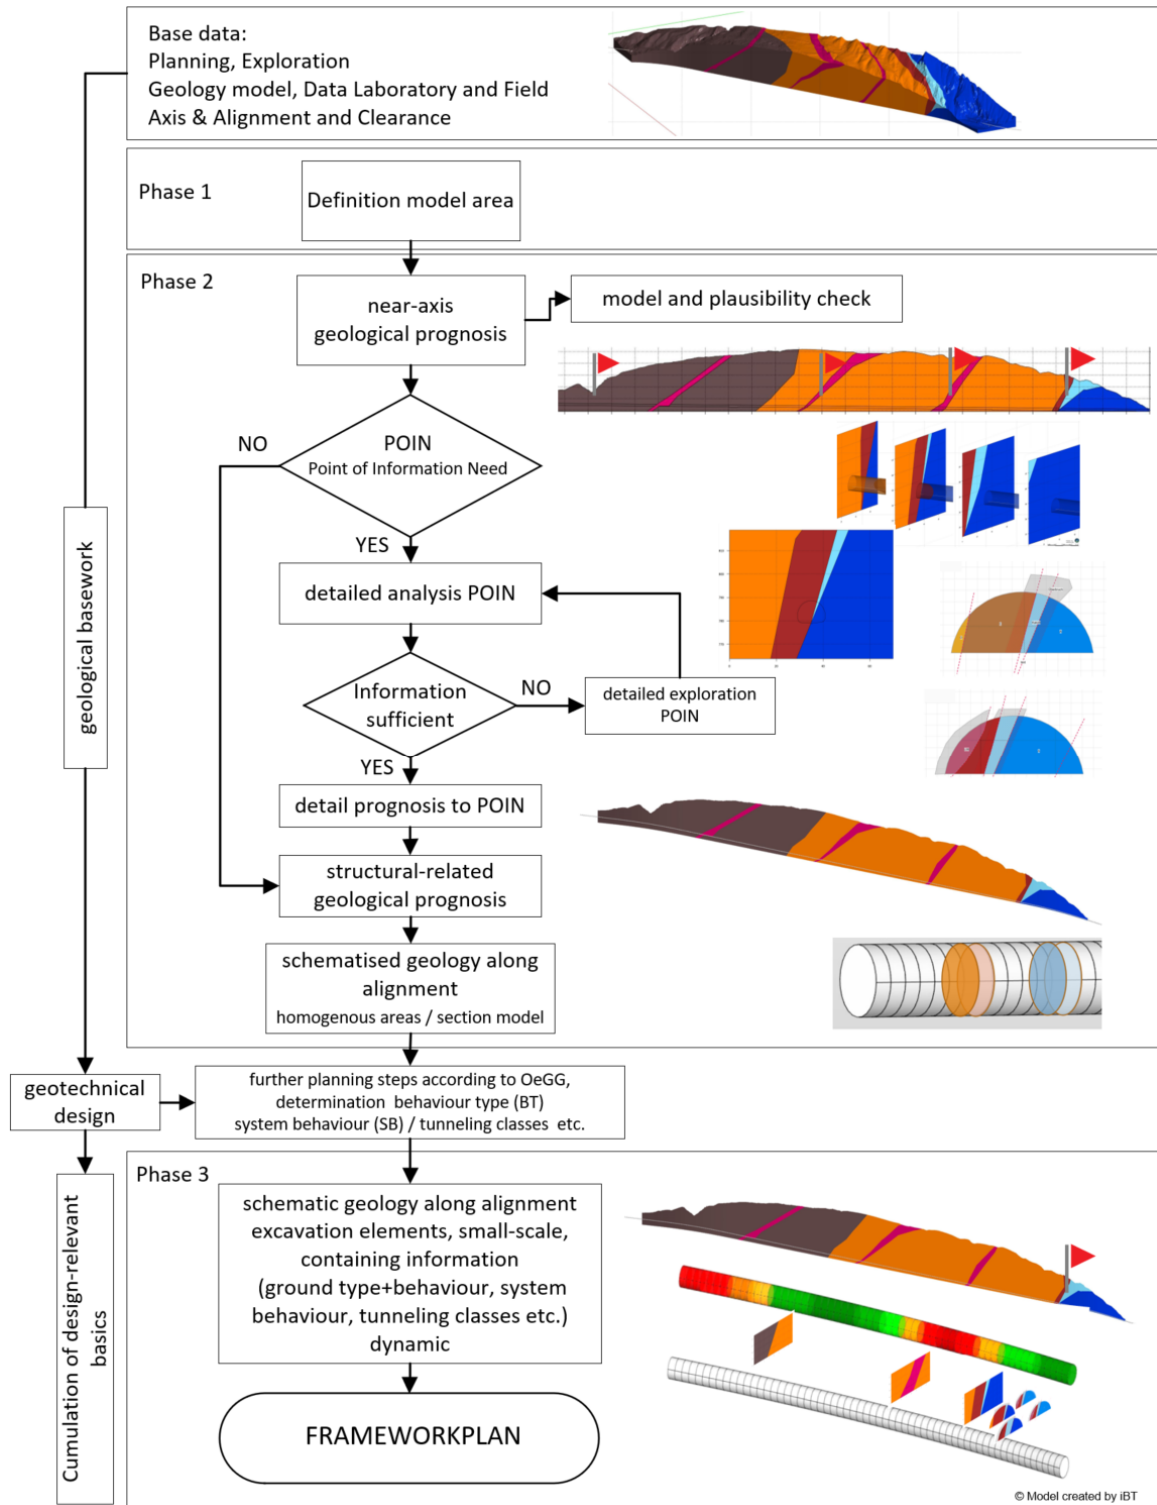 Base data:
Planning, Exploration
Geology model, Data Laboratory and Field
Axis & Alignment and Clearance
Phase 1
Definition model area
Phase 2
near-axis
geological prognosis
model and plausibility check
NO
POIN
Point of Information Need
YES
detailed analysis POIN
Information
sufficient
NO
detailed exploration
POIN
YES
detail prognosis to POIN
structural-related
geological prognosis
schematised geology along
alignment
homogenous areas / section model
geological basework
geotechnical
design
further planning steps according to OeGG,
determination behaviour type (BT)
system behaviour (SB) / tunneling classes etc.
Cumulation of design-relevant
basics
Phase 3
schematic geology along alignment
excavation elements, small-scale,
containing information
(ground type+behaviour, system
behaviour, tunneling classes etc.)
dynamic
FRAMEWORKPLAN
© Model created by iBT